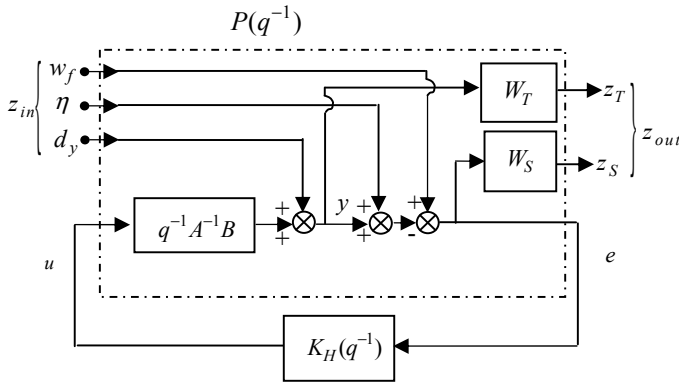 P(q⁻¹)
w_f
z_in
η
d_y
W_T
z_T
z_out
W_S
z_S
+
+
y
+
+
+
-
q⁻¹A⁻¹B
u
e
K_H(q⁻¹)